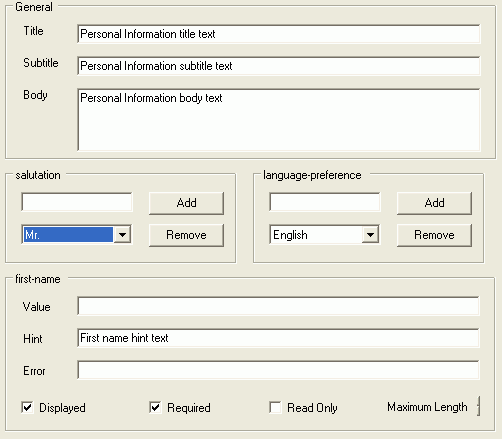 General
Title Personal Information title text
Subtitle Personal Information subtitle text
Body Personal Information body text
salutation language-preference
Add Add
Mr. Remove English Remove
first-name
Value
Hint First name hint text
Error
Displayed Required Read Only Maximum Length